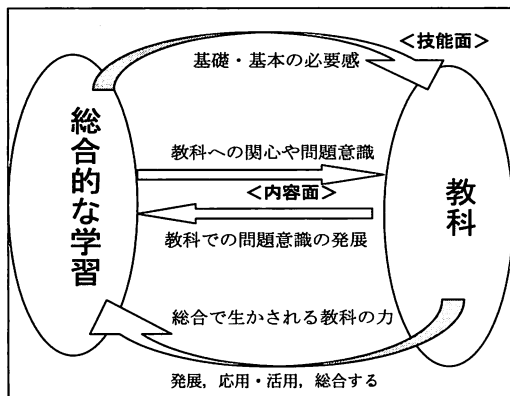 <技能面>
基礎・基本の必要感
総合的な学習
教科への関心や問題意識
<内容面>
教科での問題意識の発展
教科
総合で生かされる教科の力
発展,応用・活用,総合する